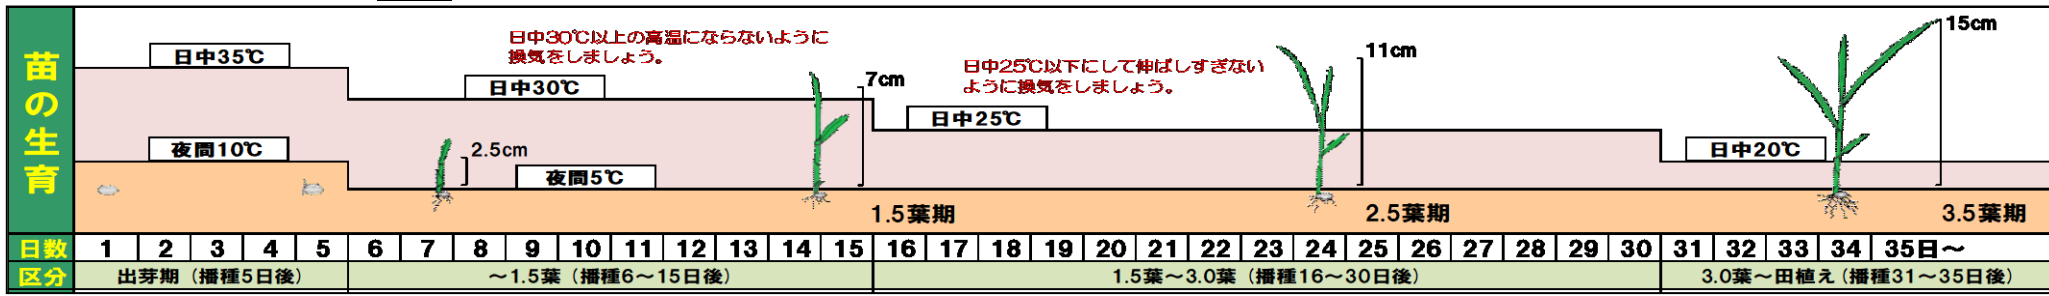 苗の生育
日中35℃
夜間10℃
日中30℃以上の高温にならないように
換気をしましょう。
日中30℃
2.5cm
夜間5℃
7cm
1.5葉期
日中25℃以下にして伸ばしすぎない
ように換気をしましょう。
日中25℃
11cm
2.5葉期
日中20℃
15cm
3.5葉期
日数 1 2 3 4 5 6 7 8 9 10 11 12 13 14 15 16 17 18 19 20 21 22 23 24 25 26 27 28 29 30 31 32 33 34 35日～
区分 出芽期（播種5日後） ～1.5葉（播種6～15日後） 1.5葉～3.0葉（播種16～30日後） 3.0葉～田植え（播種31～35日後）